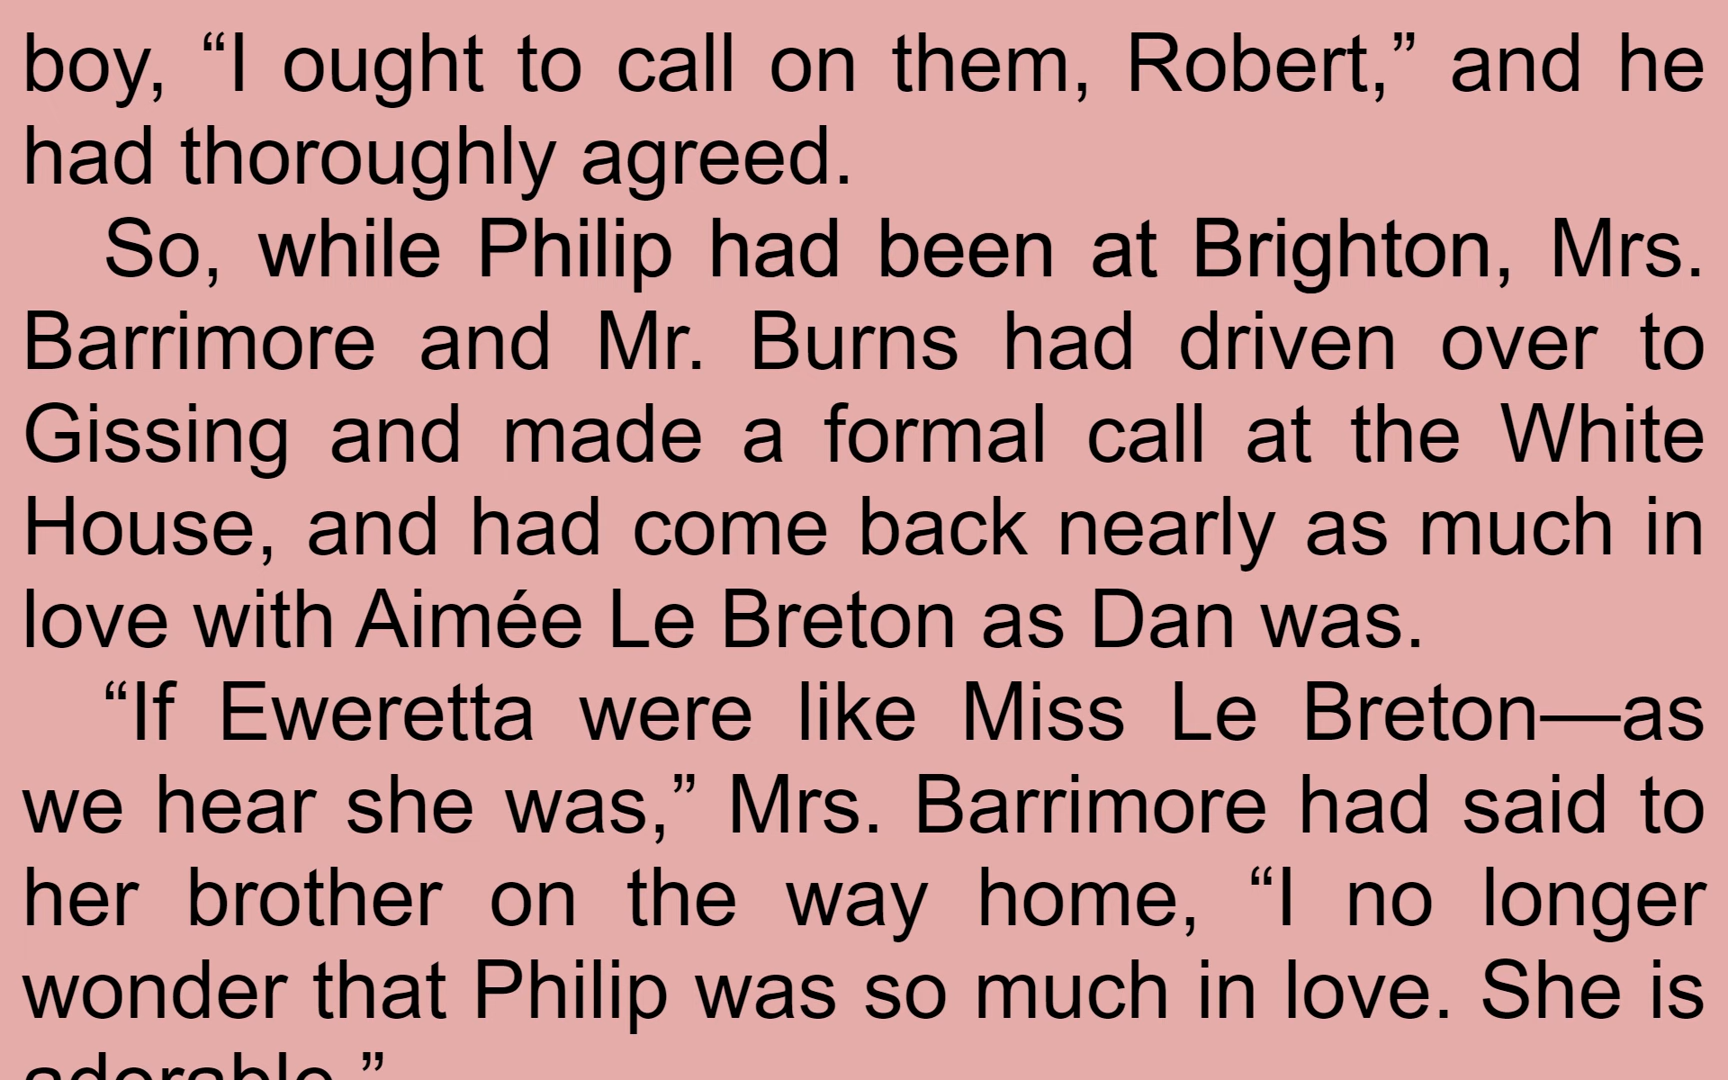 boy, “I ought to call on them, Robert,” and he
had thoroughly agreed.
So, while Philip had been at Brighton, Mrs.
Barrimore and Mr. Burns had driven over to
Gissing and made a formal call at the White
House, and had come back nearly as much in
love with Aimée Le Breton as Dan was.
“If Eweretta were like Miss Le Breton—as
we hear she was,” Mrs. Barrimore had said to
her brother on the way home, “I no longer
wonder that Philip was so much in love. She is
adorable.”